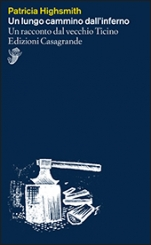 Patricia Highsmith
Un lungo cammino dall'inferno
Un racconto dal vecchio Ticino
Edizioni Casagrande